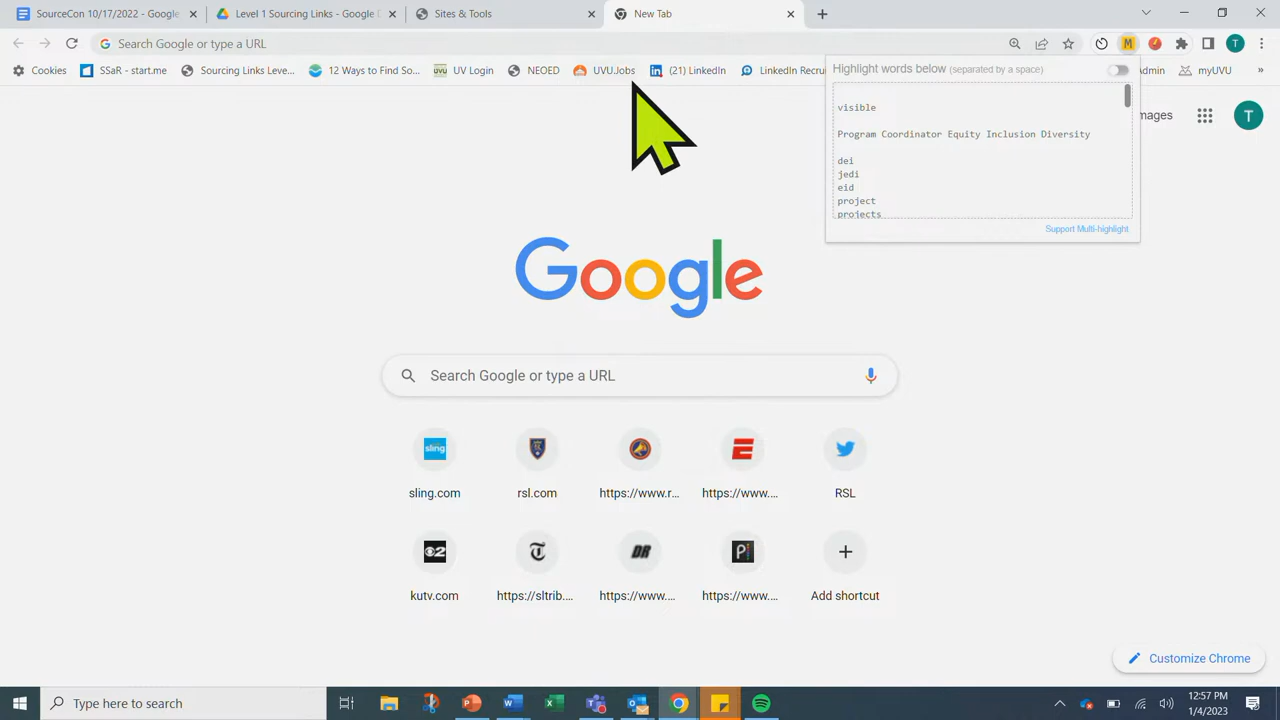 SourceCon 10/17/2022 - Google
Level 1 Sourcing Links - Google D
Sites & Tools
New Tab
Search Google or type a URL
M
T
Cookies
SSaR - start.me
Sourcing Links Leve...
12 Ways to Find So...
uvu
UV Login
NEOED
UVU.Jobs
(21) LinkedIn
LinkedIn Recru
dmin
myUVU
»
Highlight words below (separated by a space)
visible
Program Coordinator Equity Inclusion Diversity
dei
jedi
eid
project
projects
Support Multi-highlight
mages
T
Google
Search Google or type a URL
sling
sling.com
rsl.com
https://www.r...
https://www....
RSL
kutv.com
https://sltrib....
https://www....
https://www....
Add shortcut
Customize Chrome
Type here to search
12:57 PM
1/4/2023